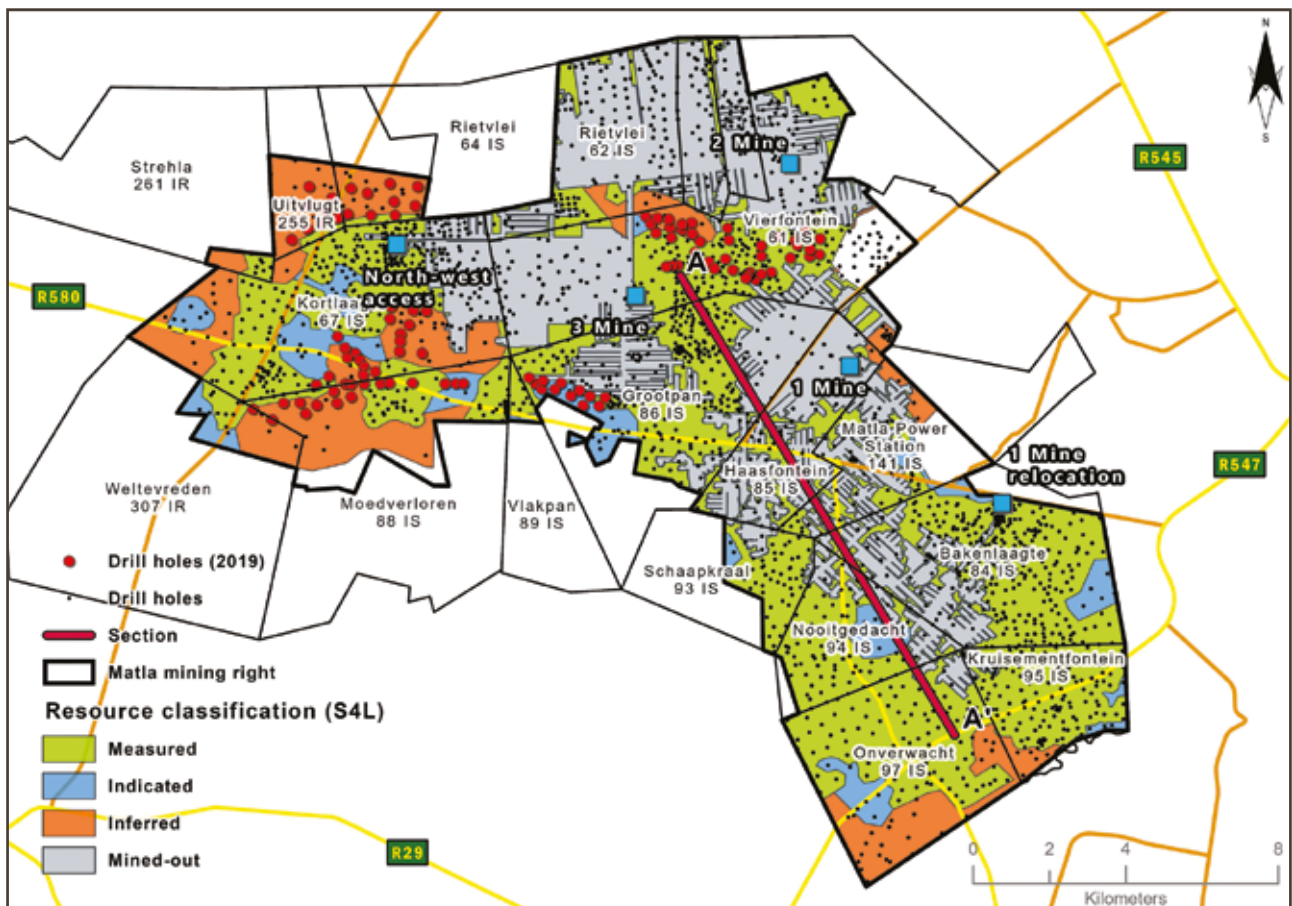 N
S
Rietvlei
64 IS
Rietvlei
62 IS
2 Mine
R545
Strehla
261 IR
Uitvlugt
255 IR
Vierfontein
61 IS
A
North-west
access
R580
Kortlaag
67 IS
3 Mine
1 Mine
Grootpan
86 IS
Matla Power
Station
141 IS
1 Mine
relocation
R547
Haasfontein
85 IS
Weltevreden
307 IR
Moedverloren
88 IS
Vlakpan
89 IS
Bakenlaagte
84 IS
Schaapkraal
93 IS
Nooitgedacht
94 IS
Kruisementfontein
95 IS
A'
Onverwacht
97 IS
Drill holes (2019)
Drill holes
Section
Matla mining right
Resource classification (S4L)
Measured
Indicated
Inferred
Mined-out
R29
0 2 4 8
Kilometers